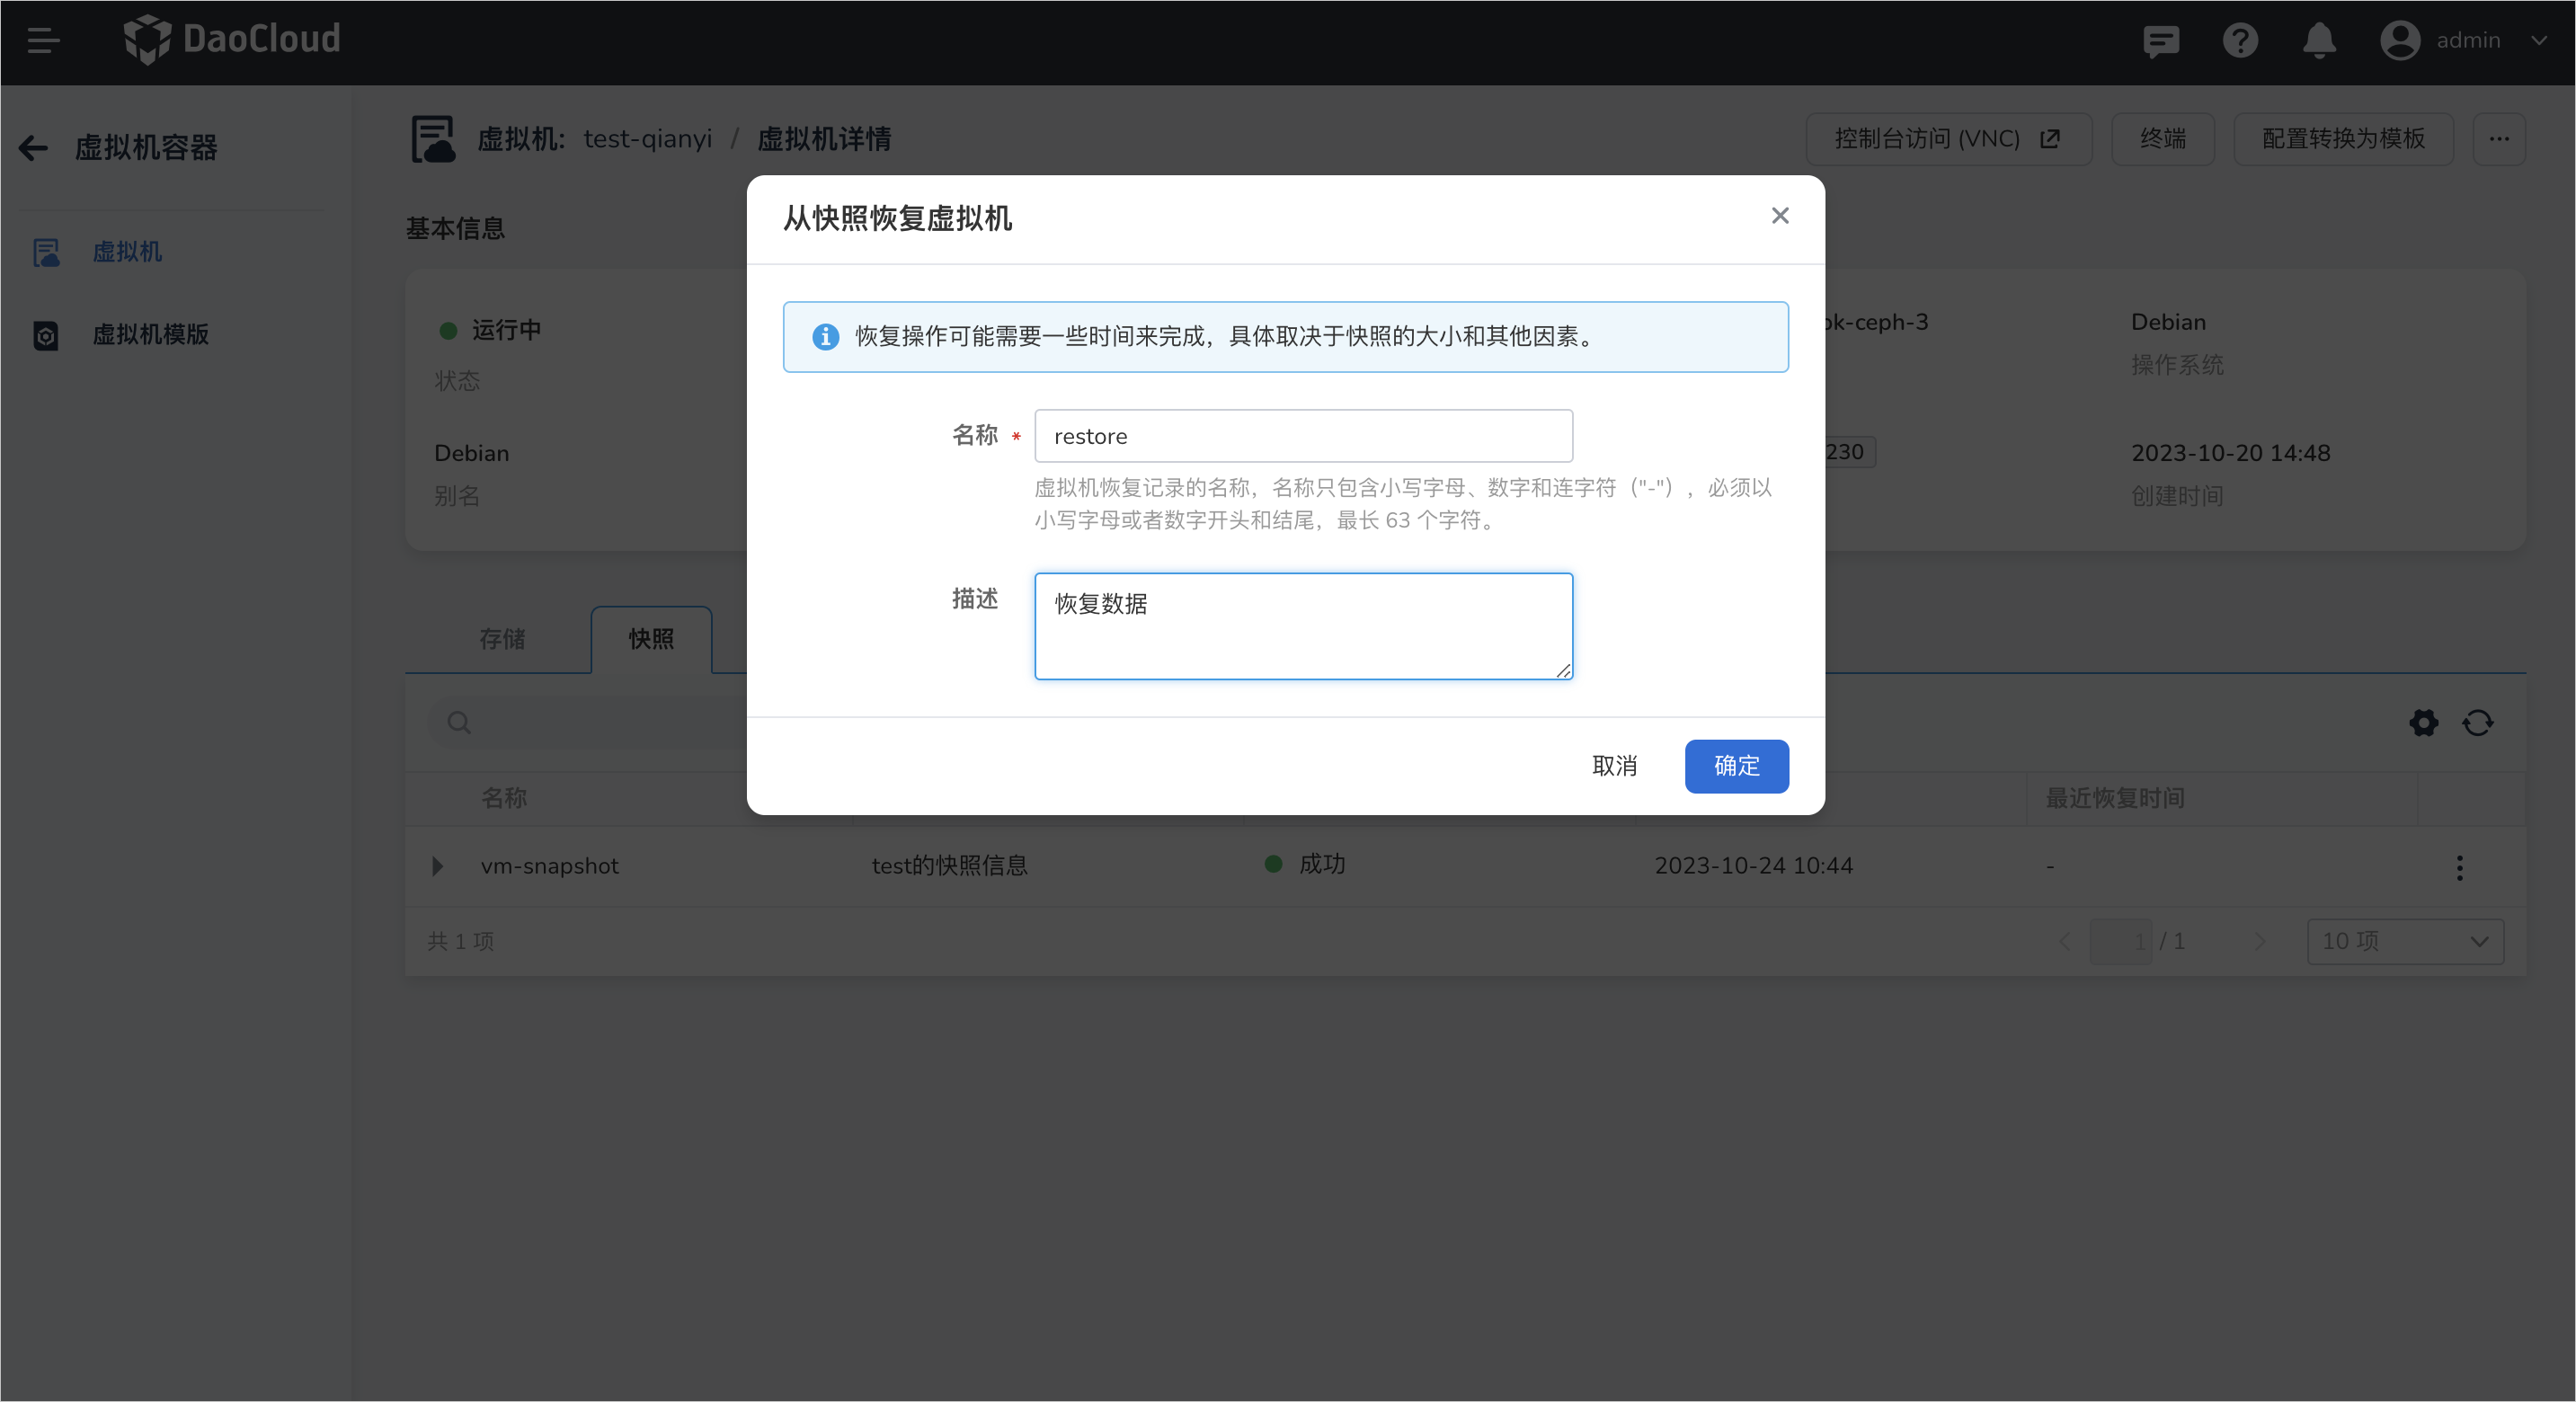 DaoCloud
admin
虚拟机容器
虚拟机
虚拟机模版
虚拟机: test-qianyi / 虚拟机详情
控制台访问 (VNC)
终端
配置转换为模板
基本信息
运行中
状态
Debian
别名
ok-ceph-3
Debian
操作系统
230
2023-10-20 14:48
创建时间
从快照恢复虚拟机
恢复操作可能需要一些时间来完成，具体取决于快照的大小和其他因素。
名称 *
restore
虚拟机恢复记录的名称，名称只包含小写字母、数字和连字符（"-"），必须以
小写字母或者数字开头和结尾，最长 63 个字符。
描述
恢复数据
取消
确定
存储
快照
名称
最近恢复时间
vm-snapshot
test的快照信息
成功
2023-10-24 10:44
-
共 1 项
1 / 1
10 项